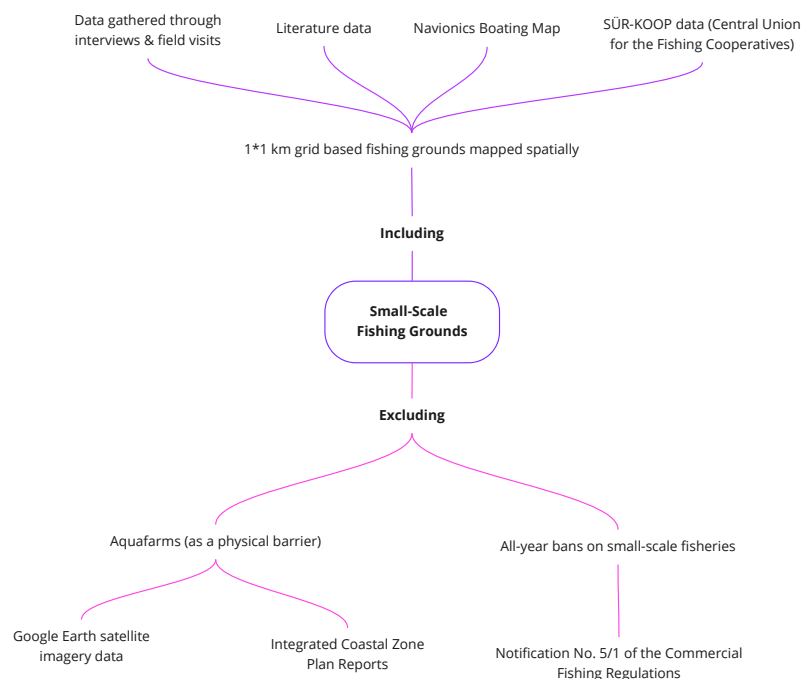 Data gathered through
interviews & field visits
Literature data
Navionics Boating Map
SÜR-KOOP data (Central Union
for the Fishing Cooperatives)
1*1 km grid based fishing grounds mapped spatially
Including
Small-Scale
Fishing Grounds
Excluding
Aquafarms (as a physical barrier)
All-year bans on small-scale fisheries
Google Earth satellite
imagery data
Integrated Coastal Zone
Plan Reports
Notification No. 5/1 of the Commercial
Fishing Regulations